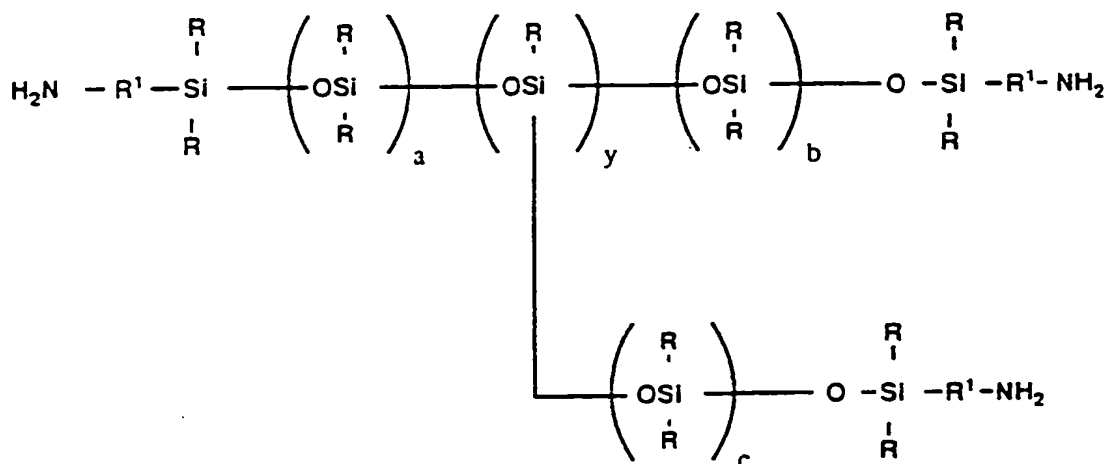 R R R R R
H₂N R¹ Si OSi OSi OSi O Si R¹ NH₂
R R R R
a y b
R R
OSi O Si R¹ NH₂
R R
c